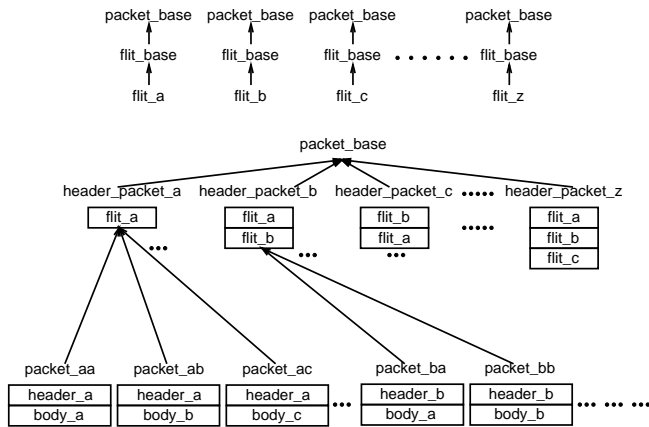 packet_base packet_base packet_base packet_base
flit_base flit_base flit_base ...... flit_base
flit_a flit_b flit_c flit_z
packet_base
header_packet_a header_packet_b header_packet_c ..... header_packet_z
flit_a flit_a flit_b ..... flit_a
... flit_b ... flit_a ... flit_b
flit_c
packet_aa packet_ab packet_ac packet_ba packet_bb
header_a header_a header_a ... header_b header_b ... ... ...
body_a body_b body_c body_a body_b